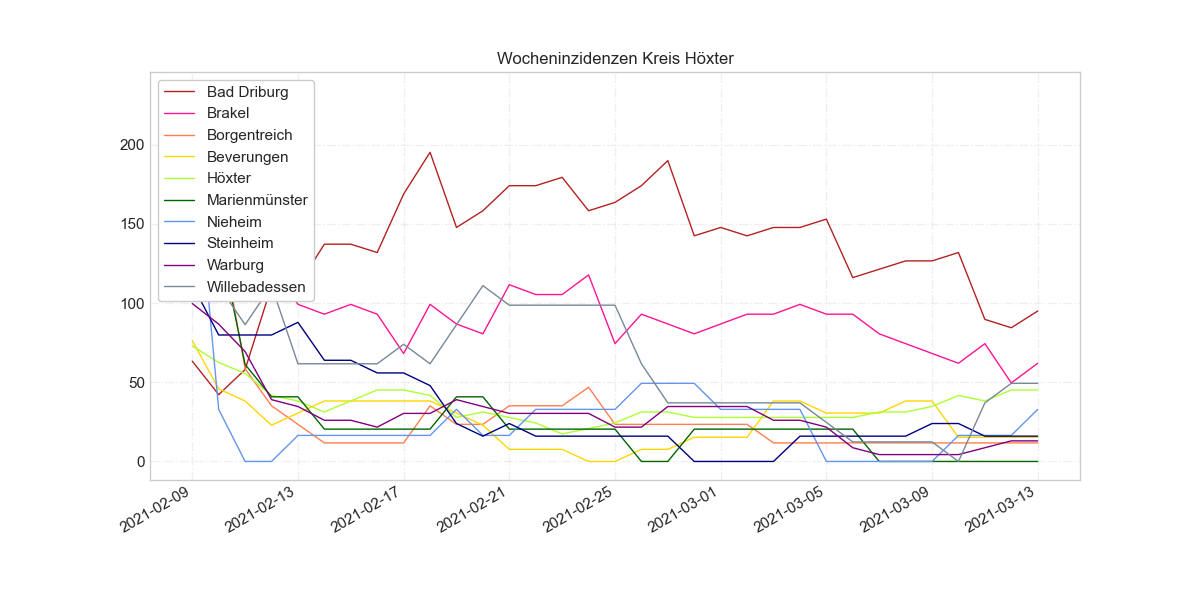 Wocheninzidenzen Kreis Höxter
Bad Driburg
Brakel
Borgentreich
Beverungen
Höxter
Marienmünster
Nieheim
Steinheim
Warburg
Willebadessen
200
150
100
50
0
2021-02-09
2021-02-13
2021-02-17
2021-02-21
2021-02-25
2021-03-01
2021-03-05
2021-03-09
2021-03-13